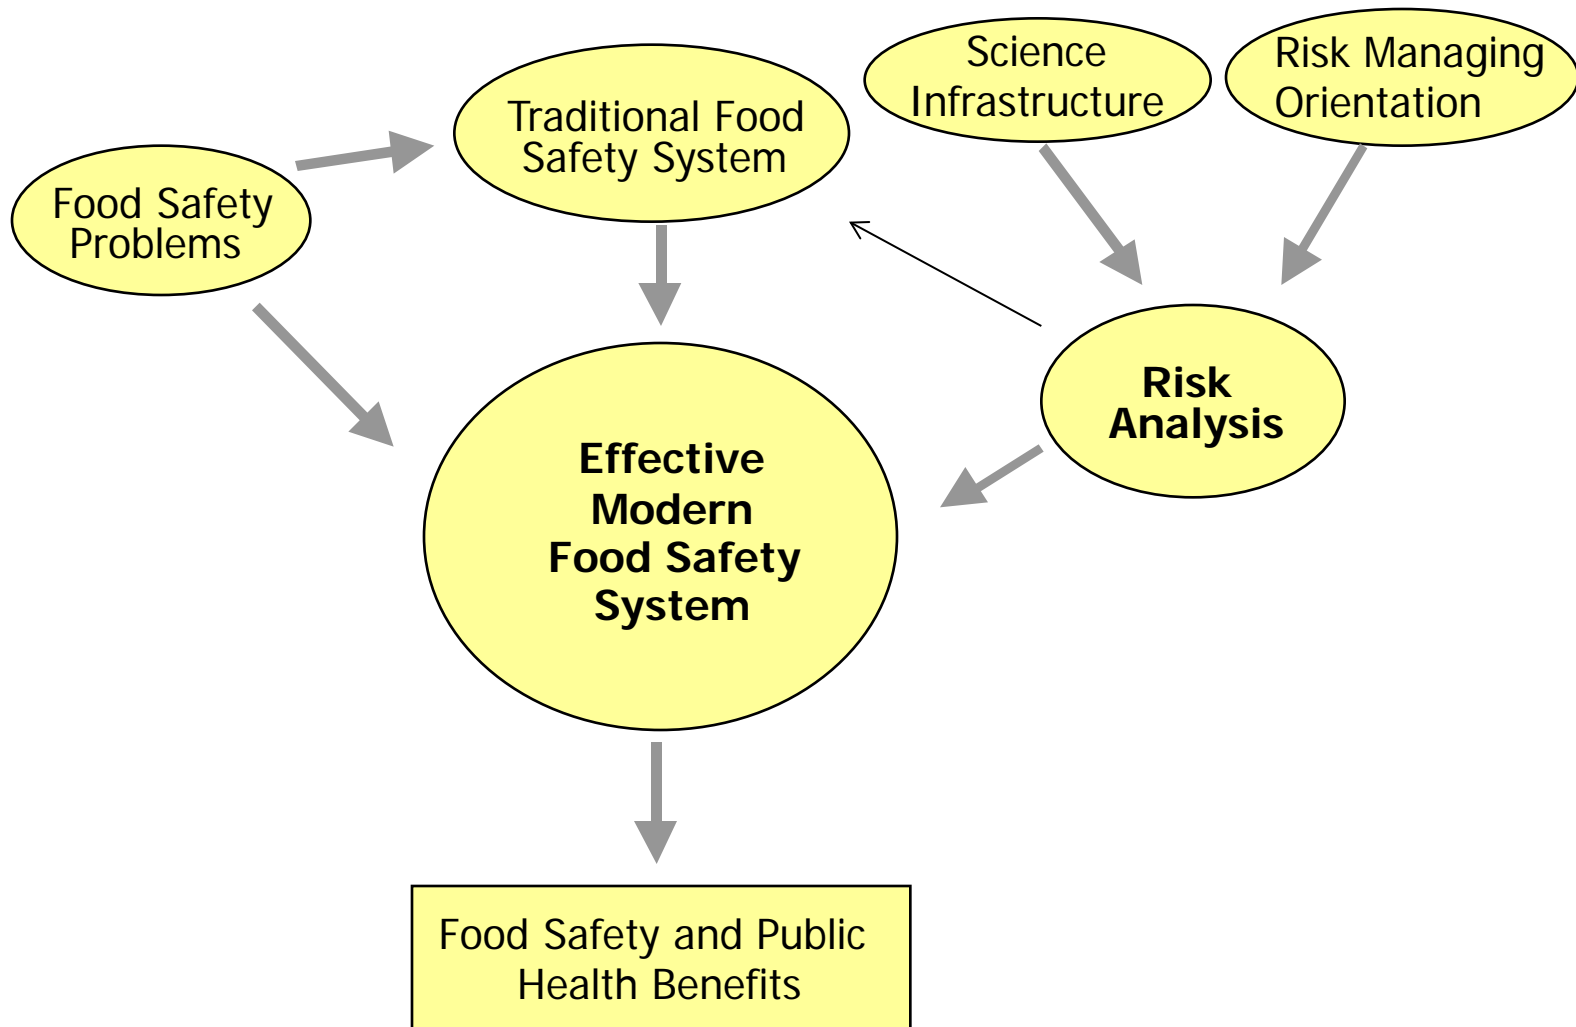 Science
Infrastructure
Risk Managing
Orientation
Traditional Food
Safety System
Food Safety
Problems
Risk
Analysis
Effective
Modern
Food Safety
System
Food Safety and Public
Health Benefits